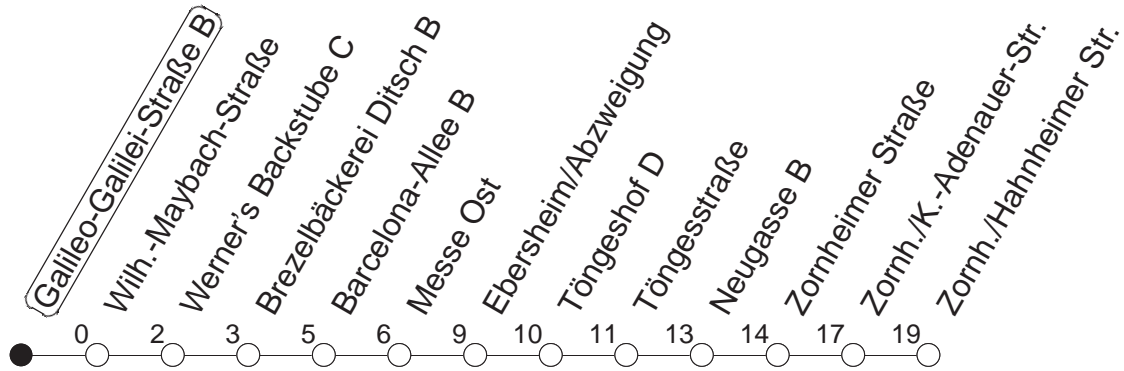 Galileo-Galilei-Straße B
Wilh.-Maybach-Straße
Werner's Backstube C
Brezelbäckerei Ditsch B
Barcelona-Allee B
Messe Ost
Ebersheim/Abzweigung
Töngeshof D
Töngesstraße
Neugasse B
Zornheimer Straße
Zornh./K.-Adenauer-Str.
Zornh./Hahnheimer Str.
0 2 3 5 6 9 10 11 13 14 17 19